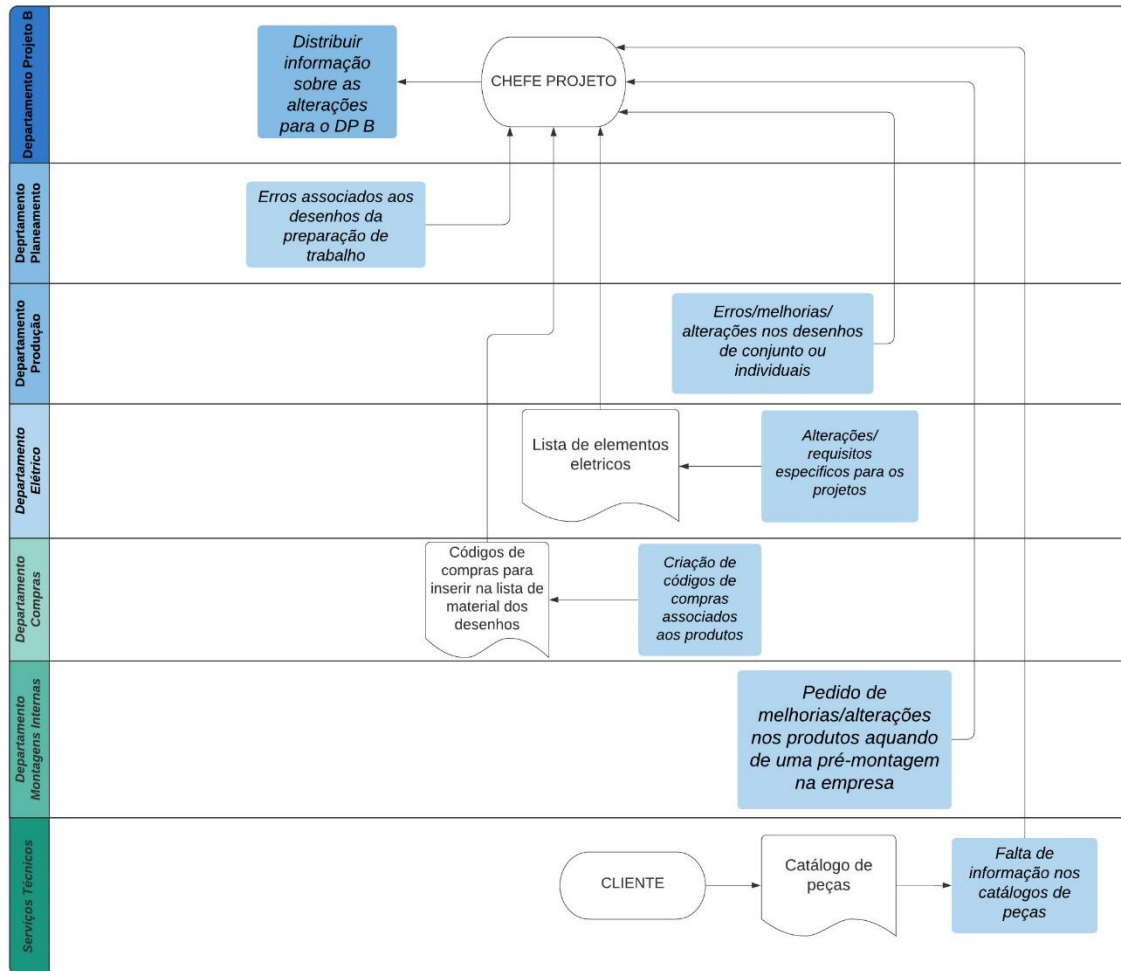 Departamento Projeto B
Distribuir
informação
sobre as
alterações
para o DP B
CHEFE PROJETO
Deprtamento
Planeamento
Erros associados aos
desenhos da
preparação de
trabalho
Departamento
Produção
Erros/melhorias/
alterações nos desenhos
de conjunto ou
individuais
Departamento
Elétrico
Lista de elementos
eletricos
Alterações/
requisitos
especificos para os
projetos
Departamento
Compras
Códigos de
compras para
inserir na lista de
material dos
desenhos
Criação de
códigos de
compras
associados
aos produtos
Departamento
Montagens Internas
Pedido de
melhorias/alterações
nos produtos aquando
de uma pré-montagem
na empresa
Serviços Técnicos
CLIENTE
Catálogo de
peças
Falta de
informação nos
catálogos de
peças